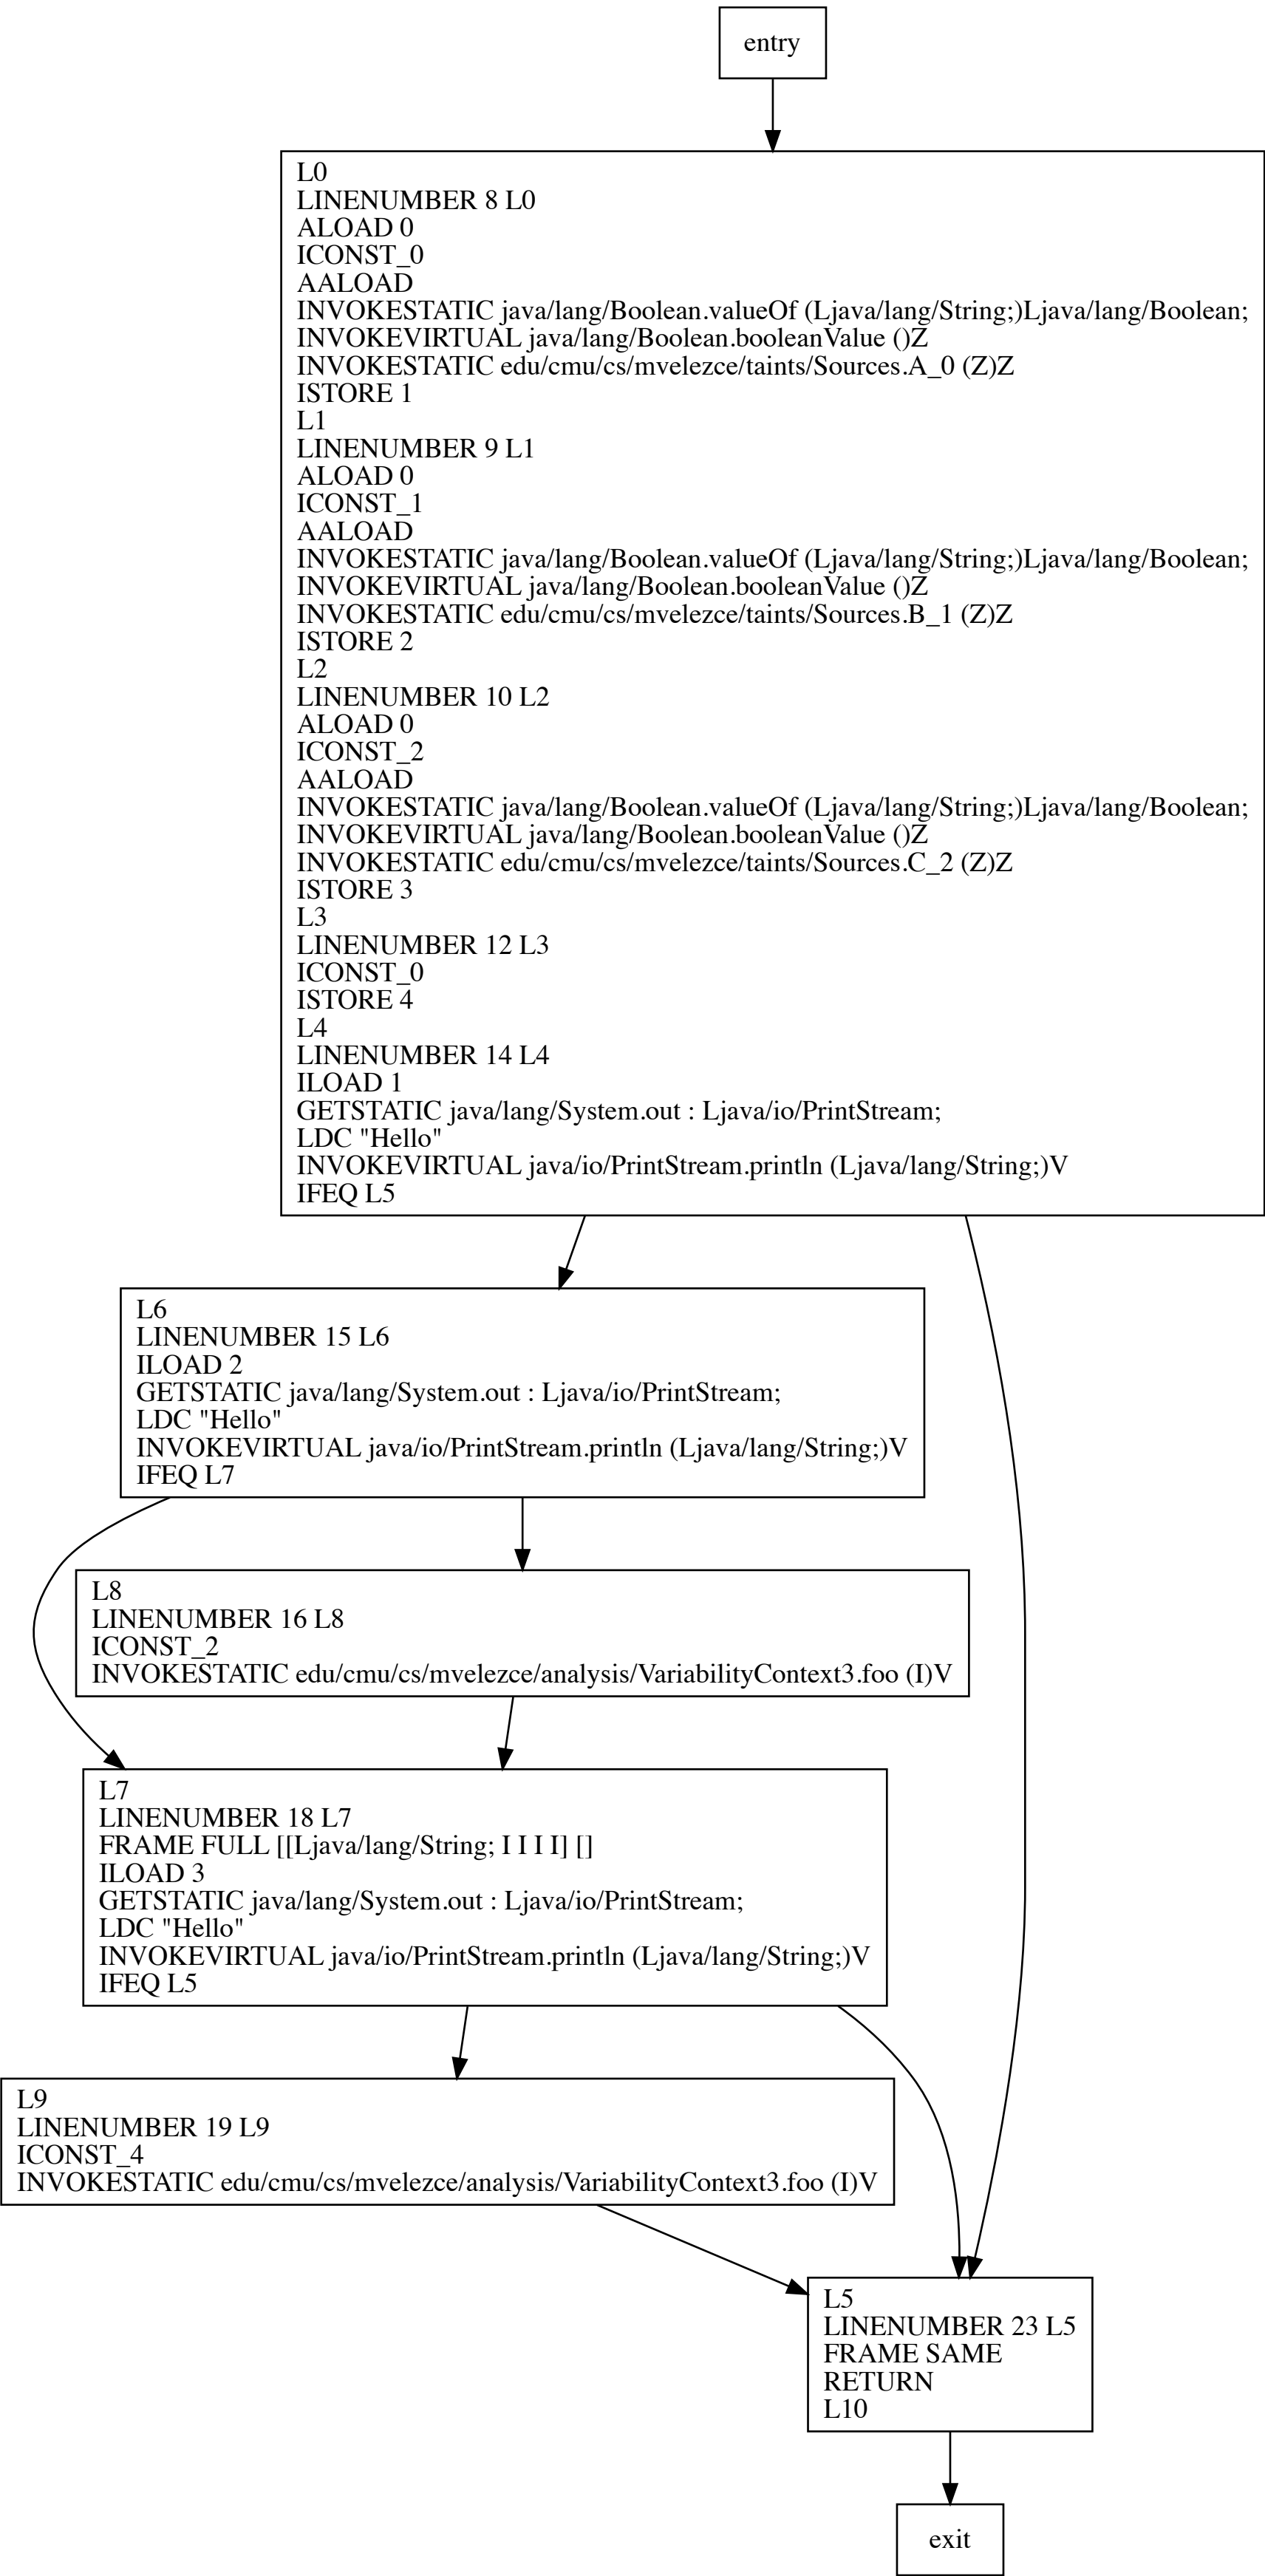 entry
L0
LINENUMBER 8 L0
ALOAD 0
ICONST_0
AALOAD
INVOKESTATIC java/lang/Boolean.valueOf (Ljava/lang/String;)Ljava/lang/Boolean;
INVOKEVIRTUAL java/lang/Boolean.booleanValue ()Z
INVOKESTATIC edu/cmu/cs/mvelezce/taints/Sources.A_0 (Z)Z
ISTORE 1
L1
LINENUMBER 9 L1
ALOAD 0
ICONST_1
AALOAD
INVOKESTATIC java/lang/Boolean.valueOf (Ljava/lang/String;)Ljava/lang/Boolean;
INVOKEVIRTUAL java/lang/Boolean.booleanValue ()Z
INVOKESTATIC edu/cmu/cs/mvelezce/taints/Sources.B_1 (Z)Z
ISTORE 2
L2
LINENUMBER 10 L2
ALOAD 0
ICONST_2
AALOAD
INVOKESTATIC java/lang/Boolean.valueOf (Ljava/lang/String;)Ljava/lang/Boolean;
INVOKEVIRTUAL java/lang/Boolean.booleanValue ()Z
INVOKESTATIC edu/cmu/cs/mvelezce/taints/Sources.C_2 (Z)Z
ISTORE 3
L3
LINENUMBER 12 L3
ICONST_0
ISTORE 4
L4
LINENUMBER 14 L4
ILOAD 1
GETSTATIC java/lang/System.out : Ljava/io/PrintStream;
LDC "Hello"
INVOKEVIRTUAL java/io/PrintStream.println (Ljava/lang/String;)V
IFEQ L5
L6
LINENUMBER 15 L6
ILOAD 2
GETSTATIC java/lang/System.out : Ljava/io/PrintStream;
LDC "Hello"
INVOKEVIRTUAL java/io/PrintStream.println (Ljava/lang/String;)V
IFEQ L7
L8
LINENUMBER 16 L8
ICONST_2
INVOKESTATIC edu/cmu/cs/mvelezce/analysis/VariabilityContext3.foo (I)V
L7
LINENUMBER 18 L7
FRAME FULL [[Ljava/lang/String; I I I I] []
ILOAD 3
GETSTATIC java/lang/System.out : Ljava/io/PrintStream;
LDC "Hello"
INVOKEVIRTUAL java/io/PrintStream.println (Ljava/lang/String;)V
IFEQ L5
L9
LINENUMBER 19 L9
ICONST_4
INVOKESTATIC edu/cmu/cs/mvelezce/analysis/VariabilityContext3.foo (I)V
L5
LINENUMBER 23 L5
FRAME SAME
RETURN
L10
exit